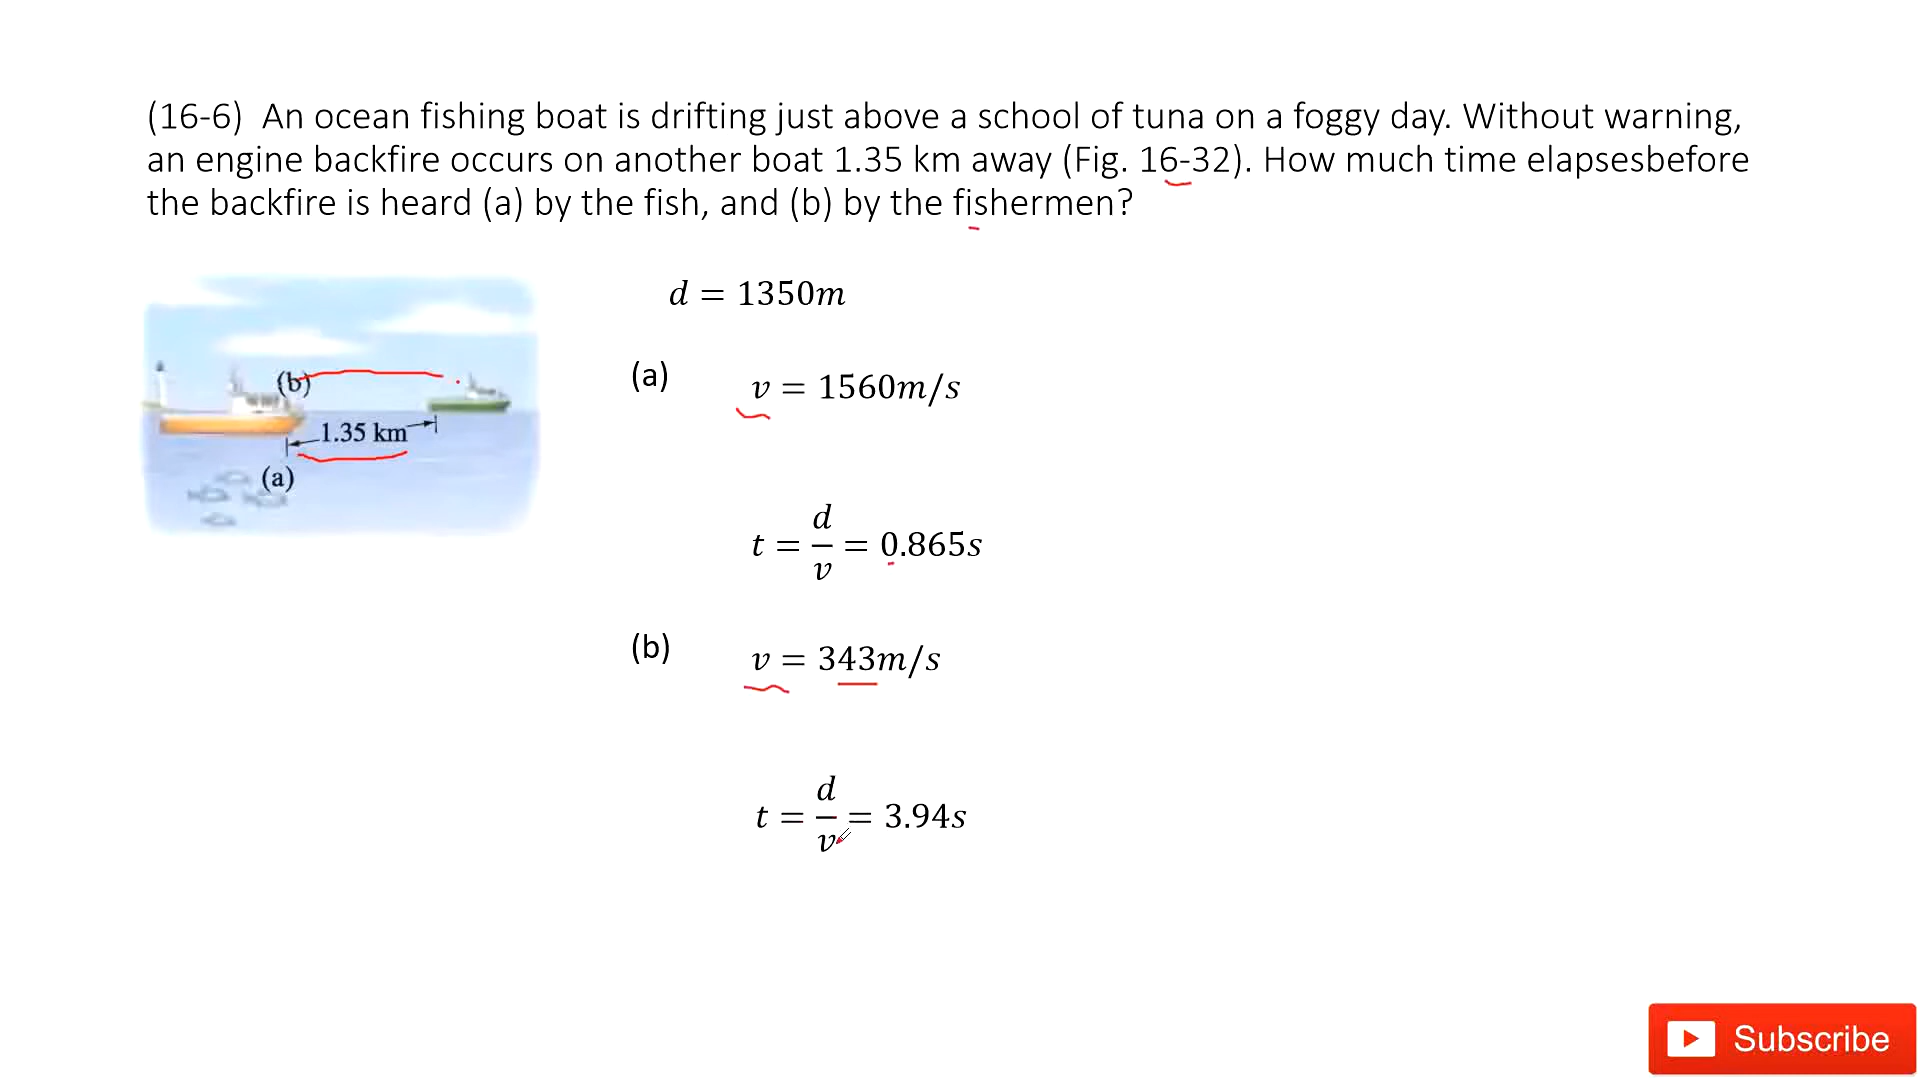 (16-6) An ocean fishing boat is drifting just above a school of tuna on a foggy day. Without warning,
an engine backfire occurs on another boat 1.35 km away (Fig. 16-32). How much time elapsesbefore
the backfire is heard (a) by the fish, and (b) by the fishermen?
(b)
1.35 km
(a)
d = 1350m
(a) v = 1560m/s
t = d/v = 0.865s
(b) v = 343m/s
t = d/v = 3.94s
Subscribe